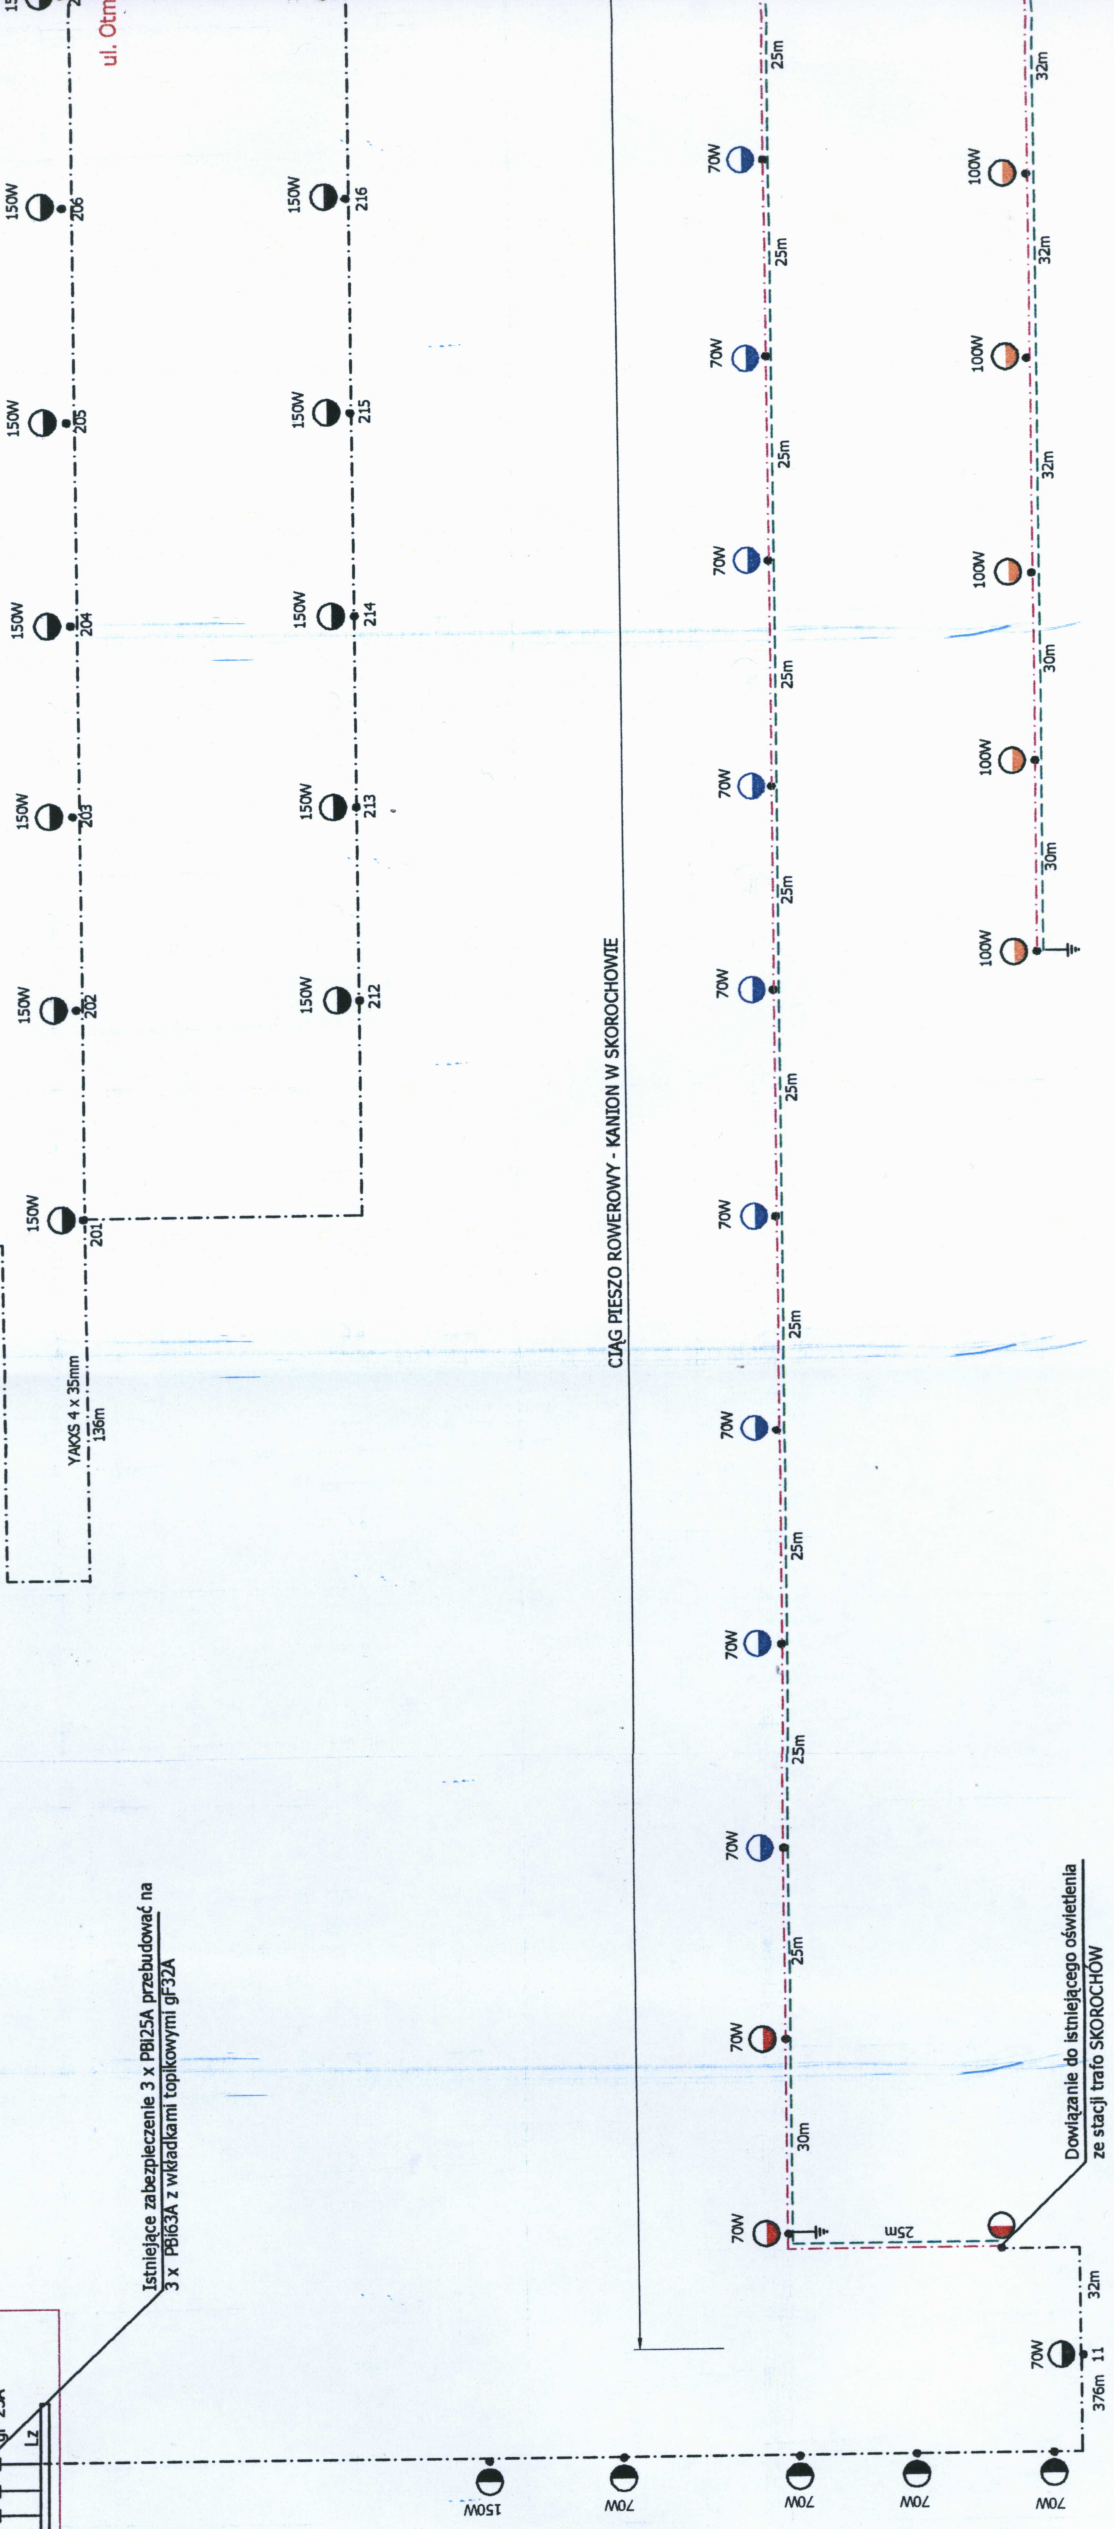 ul. Otm
150W
206
150W
205
150W
204
150W
203
150W
202
150W
201
YAKXS 4 x 35mm
136m
150W
216
150W
215
150W
214
150W
213
150W
212
CIĄG PIESZO ROWEROWY - KANION W SKOROCHOWIE
25m
70W
25m
70W
25m
70W
25m
70W
25m
70W
25m
70W
25m
70W
25m
70W
25m
70W
25m
70W
30m
70W
25m
32m
100W
32m
100W
32m
100W
30m
100W
30m
100W
Istniejące zabezpieczenie 3 x PBi25A przebudować na
3 x PBi63A z wkładkami topikowymi gF32A
Dowiązanie do istniejącego oświetlenia
ze stacji trafo SKOROCHÓW
32m
70W
11
376m
Lz
150W
70W
70W
70W
70W